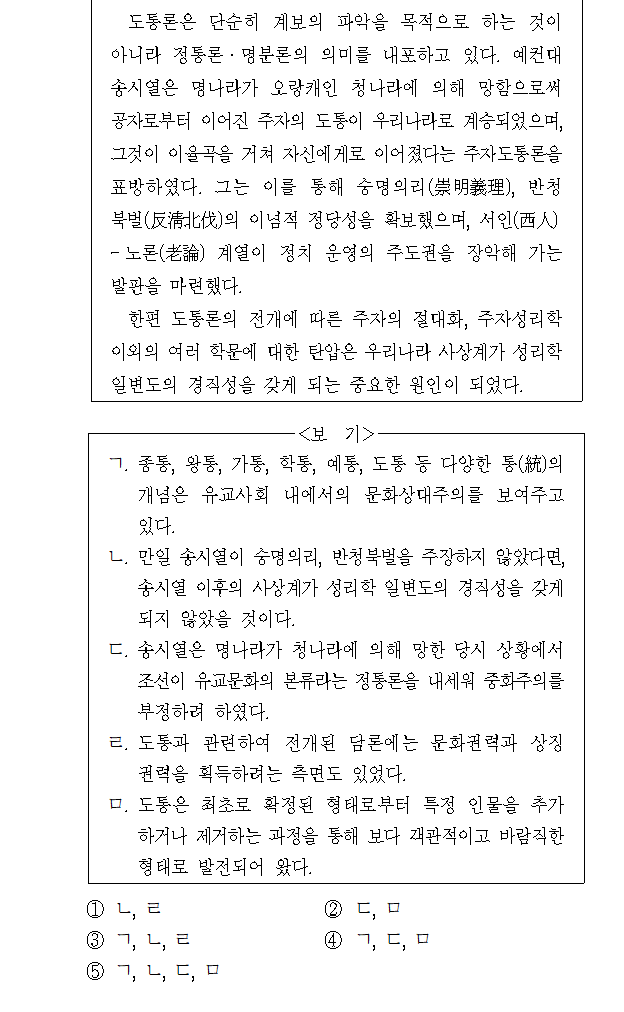 도통론은 단순히 계보의 파악을 목적으로 하는 것이
아니라 정통론·명분론의 의미를 내포하고 있다. 예컨대
송시열은 명나라가 오랑캐인 청나라에 의해 망함으로써
공자로부터 이어진 주자의 도통이 우리나라로 계승되었으며,
그것이 이율곡을 거쳐 자신에게로 이어졌다는 주자도통론을
표방하였다. 그는 이를 통해 숭명의리(崇明義理), 반청
북벌(反淸北伐)의 이념적 정당성을 확보했으며, 서인(西人)
-노론(老論) 계열이 정치 운영의 주도권을 장악해 가는
발판을 마련했다.
한편 도통론의 전개에 따른 주자의 절대화, 주자성리학
이외의 여러 학문에 대한 탄압은 우리나라 사상계가 성리학
일변도의 경직성을 갖게 되는 중요한 원인이 되었다.
<보 기>
ㄱ. 종통, 왕통, 가통, 학통, 예통, 도통 등 다양한 통(統)의
개념은 유교사회 내에서의 문화상대주의를 보여주고
있다.
ㄴ. 만일 송시열이 숭명의리, 반청북벌을 주장하지 않았다면,
송시열 이후의 사상계가 성리학 일변도의 경직성을 갖게
되지 않았을 것이다.
ㄷ. 송시열은 명나라가 청나라에 의해 망한 당시 상황에서
조선이 유교문화의 본류라는 정통론을 내세워 중화주의를
부정하려 하였다.
ㄹ. 도통과 관련하여 전개된 담론에는 문화권력과 상징
권력을 획득하려는 측면도 있었다.
ㅁ. 도통은 최초로 확정된 형태로부터 특정 인물을 추가
하거나 제거하는 과정을 통해 보다 객관적이고 바람직한
형태로 발전되어 왔다.
① ㄴ, ㄹ ② ㄷ, ㅁ
③ ㄱ, ㄴ, ㄹ ④ ㄱ, ㄷ, ㅁ
⑤ ㄱ, ㄴ, ㄷ, ㅁ